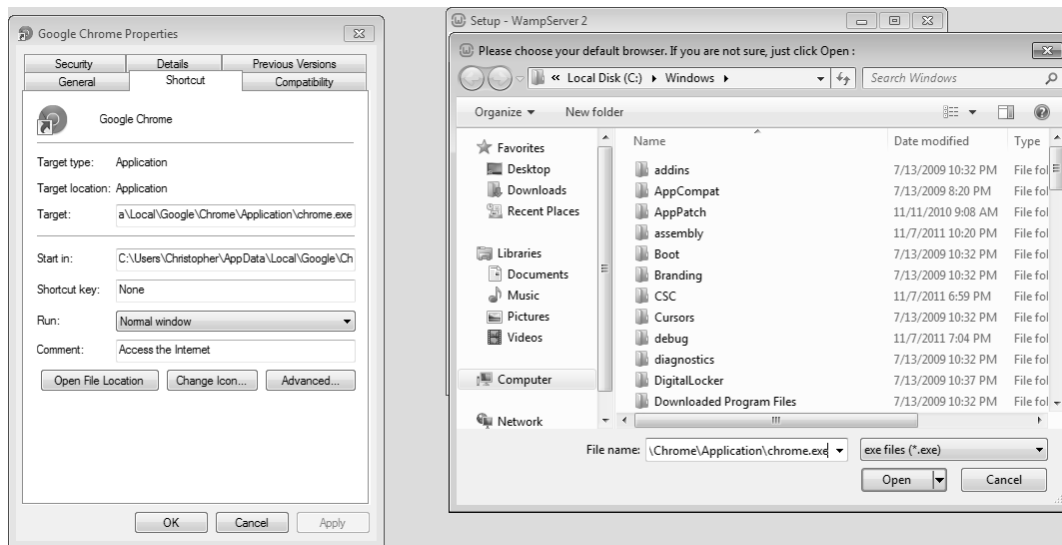 Google Chrome Properties
Security Details Previous Versions
General Shortcut Compatibility
Google Chrome
Target type: Application
Target location: Application
Target: a\Local\Google\Chrome\Application\chrome.exe
Start in: C:\Users\Christopher\AppData\Local\Google\Ch
Shortcut key: None
Run: Normal window
Comment: Access the Internet
Open File Location Change Icon... Advanced...
OK Cancel Apply
Setup - WampServer 2
Please choose your default browser. If you are not sure, just click Open :
« Local Disk (C:) Windows Search Windows
Organize New folder
Favorites
Desktop
Downloads
Recent Places
Libraries
Documents
Music
Pictures
Videos
Computer
Network
Name Date modified Type
addins 7/13/2009 10:32 PM File fol
AppCompat 7/13/2009 8:20 PM File fol
AppPatch 11/11/2010 9:08 AM File fol
assembly 11/7/2011 10:20 PM File fol
Boot 7/13/2009 10:32 PM File fol
Branding 7/13/2009 10:32 PM File fol
CSC 11/7/2011 6:59 PM File fol
Cursors 7/13/2009 10:32 PM File fol
debug 11/7/2011 7:04 PM File fol
diagnostics 7/13/2009 10:32 PM File fol
DigitalLocker 7/13/2009 10:37 PM File fol
Downloaded Program Files 7/13/2009 10:32 PM File fol
File name: \Chrome\Application\chrome.exe exe files (*.exe)
Open Cancel